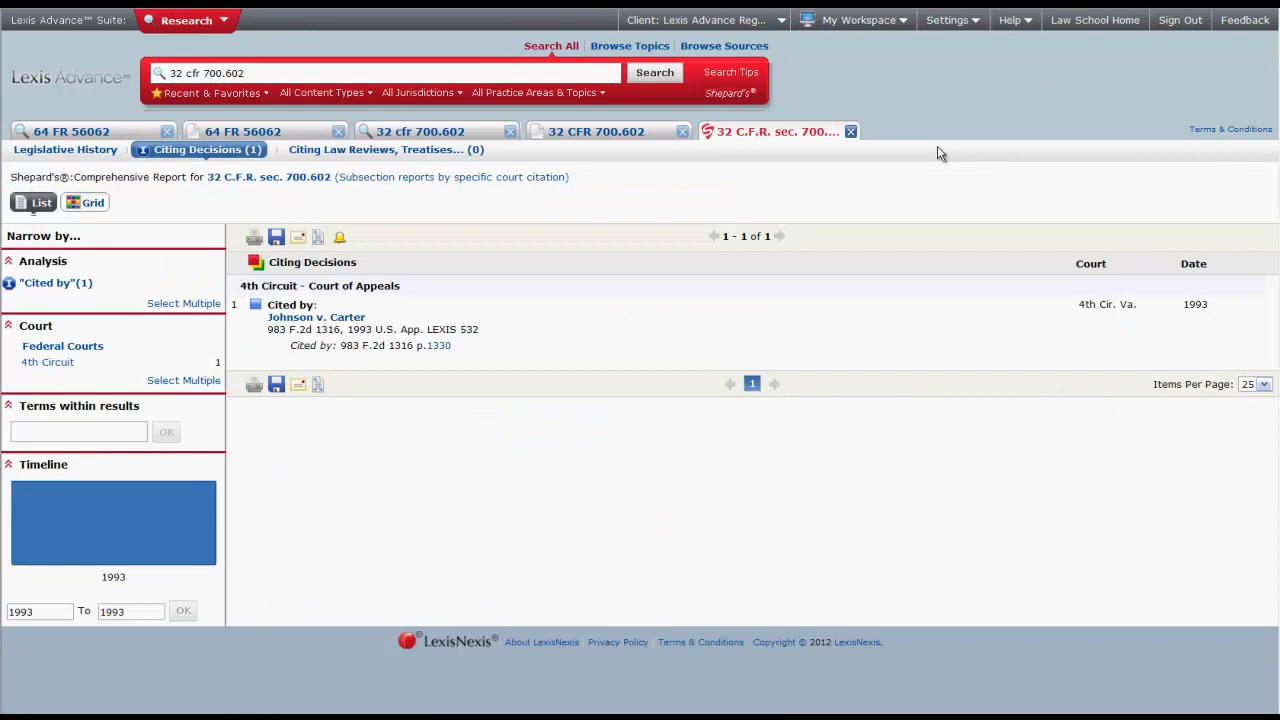 Lexis Advance™ Suite: Research Client: Lexis Advance Reg... My Workspace Settings Help Law School Home Sign Out Feedback
Search All Browse Topics Browse Sources
Lexis Advance™ 32 cfr 700.602 Search Search Tips
Recent & Favorites All Content Types All Jurisdictions All Practice Areas & Topics Shepard's®
64 FR 56062 64 FR 56062 32 cfr 700.602 32 CFR 700.602 32 C.F.R. sec. 700.... Terms & Conditions
Legislative History Citing Decisions (1) Citing Law Reviews, Treatises... (0)
Shepard's®:Comprehensive Report for 32 C.F.R. sec. 700.602 (Subsection reports by specific court citation)
List Grid
Narrow by... 1 - 1 of 1
Analysis Citing Decisions Court Date
"Cited by"(1) 4th Circuit - Court of Appeals
Select Multiple 1 Cited by: 4th Cir. Va. 1993
Johnson v. Carter
Court 983 F.2d 1316, 1993 U.S. App. LEXIS 532
Federal Courts Cited by: 983 F.2d 1316 p.1330
4th Circuit 1
Select Multiple 1 Items Per Page: 25
Terms within results
OK
Timeline
1993
1993 To 1993 OK
LexisNexis® About LexisNexis Privacy Policy Terms & Conditions Copyright © 2012 LexisNexis.